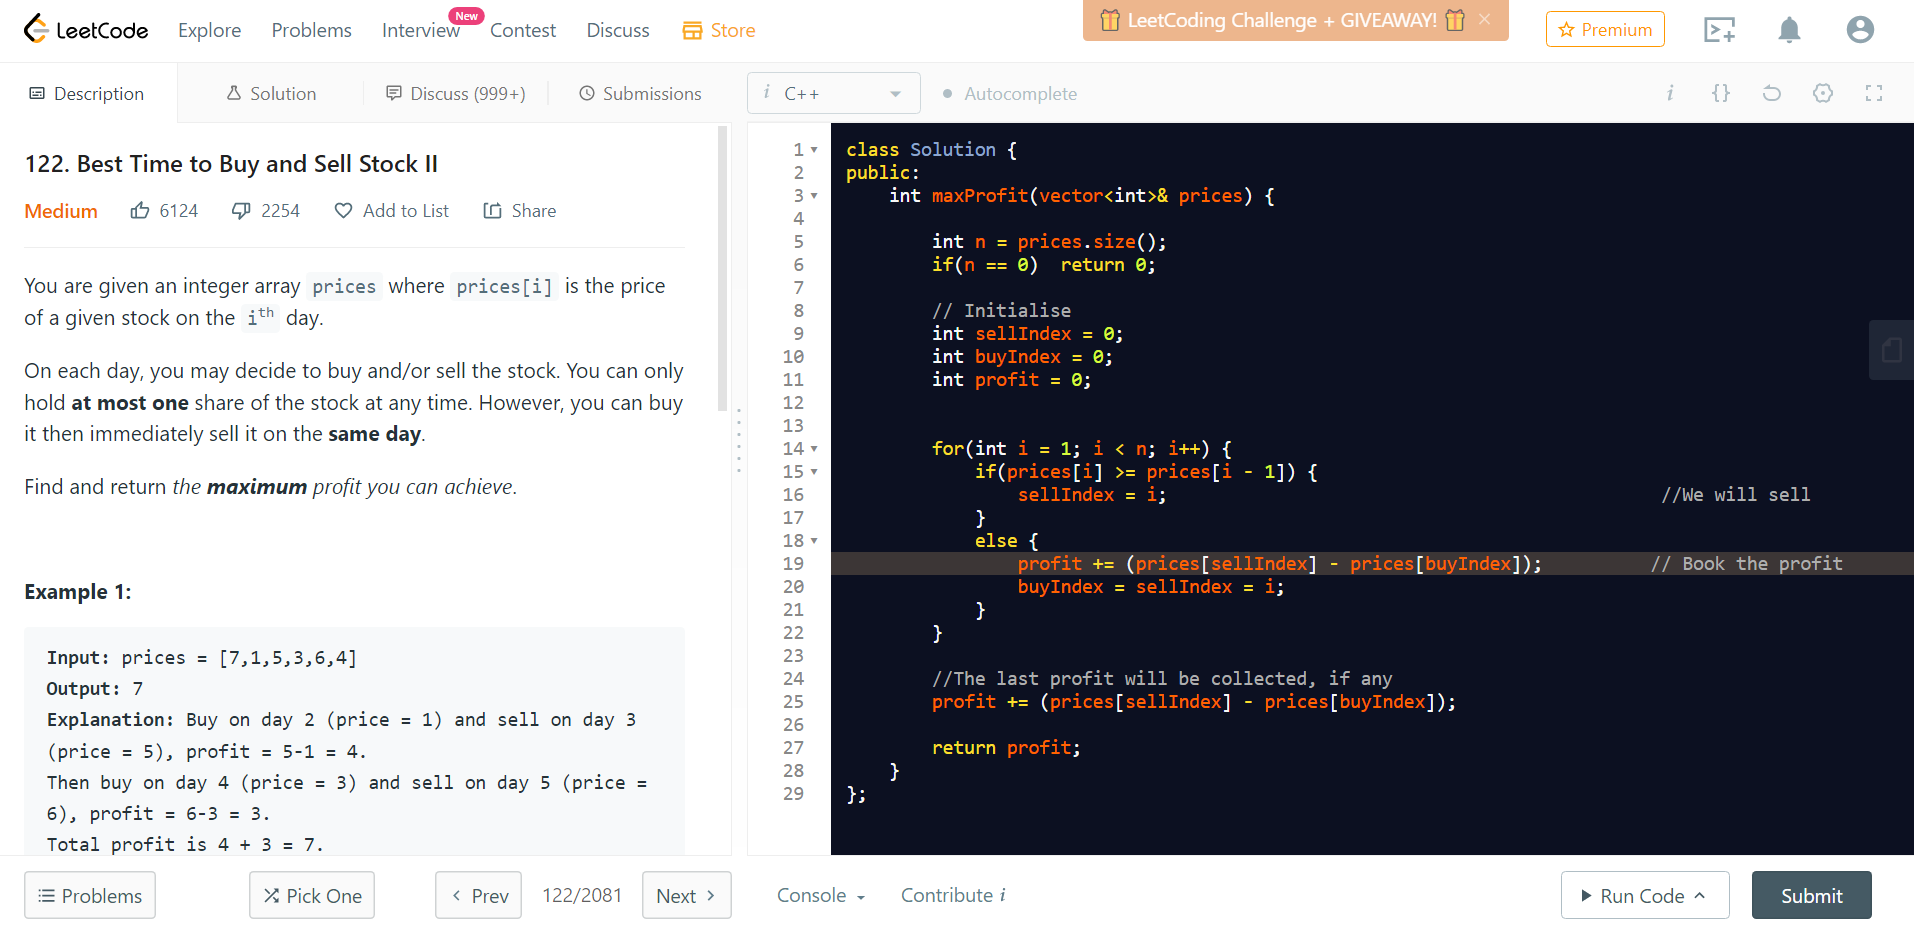 LeetCode Explore Problems Interview New Contest Discuss Store LeetCoding Challenge + GIVEAWAY! × Premium
Description Solution Discuss (999+) Submissions
122. Best Time to Buy and Sell Stock II
Medium 6124 2254 Add to List Share
You are given an integer array prices where prices[i] is the price
of a given stock on the ith day.
On each day, you may decide to buy and/or sell the stock. You can only
hold at most one share of the stock at any time. However, you can buy
it then immediately sell it on the same day.
Find and return the maximum profit you can achieve.
Example 1:
Input: prices = [7,1,5,3,6,4]
Output: 7
Explanation: Buy on day 2 (price = 1) and sell on day 3
(price = 5), profit = 5-1 = 4.
Then buy on day 4 (price = 3) and sell on day 5 (price =
6), profit = 6-3 = 3.
Total profit is 4 + 3 = 7.
i C++ Autocomplete i {}
1 class Solution {
2 public:
3 int maxProfit(vector<int>& prices) {
4
5 int n = prices.size();
6 if(n == 0) return 0;
7
8 // Initialise
9 int sellIndex = 0;
10 int buyIndex = 0;
11 int profit = 0;
12
13
14 for(int i = 1; i < n; i++) {
15 if(prices[i] >= prices[i - 1]) {
16 sellIndex = i; //We will sell
17 }
18 else {
19 profit += (prices[sellIndex] - prices[buyIndex]); // Book the profit
20 buyIndex = sellIndex = i;
21 }
22 }
23
24 //The last profit will be collected, if any
25 profit += (prices[sellIndex] - prices[buyIndex]);
26
27 return profit;
28 }
29 };
Problems Pick One Prev 122/2081 Next Console Contribute i Run Code Submit